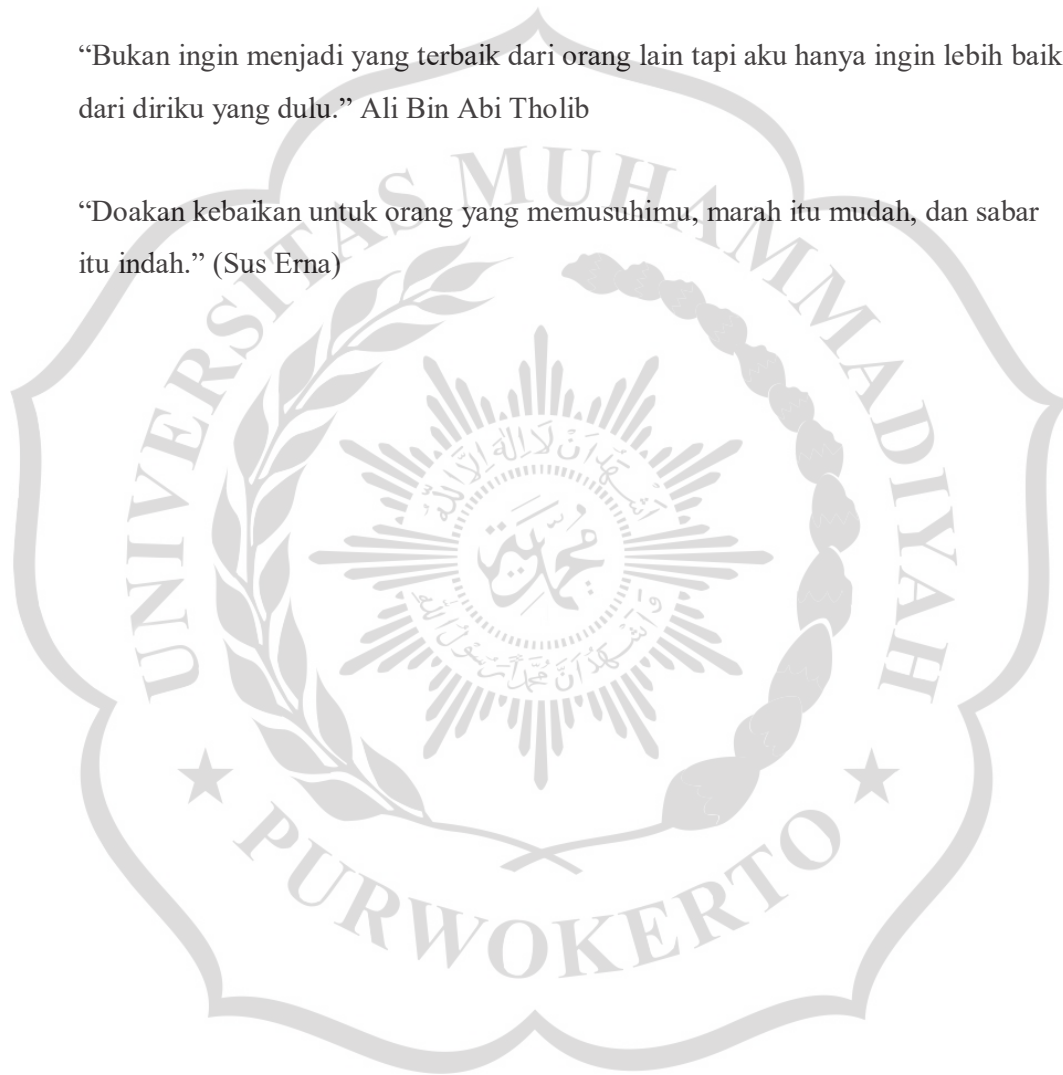 “Bukan ingin menjadi yang terbaik dari orang lain tapi aku hanya ingin lebih baik
dari diriku yang dulu.” Ali Bin Abi Tholib
“Doakan kebaikan untuk orang yang memusuhimu, marah itu mudah, dan sabar
itu indah.” (Sus Erna)
UNIVERSITAS MUHAMMADIYAH
اَشْهَدُ اَنْ لَا اِلٰهَ اِلَّا اللهُ
مُحَمَّدِيَّة
وَاَشْهَدُ اَنَّ مُحَمَّدًا رَسُوْلُ اللهِ
★ PURWOKERTO ★